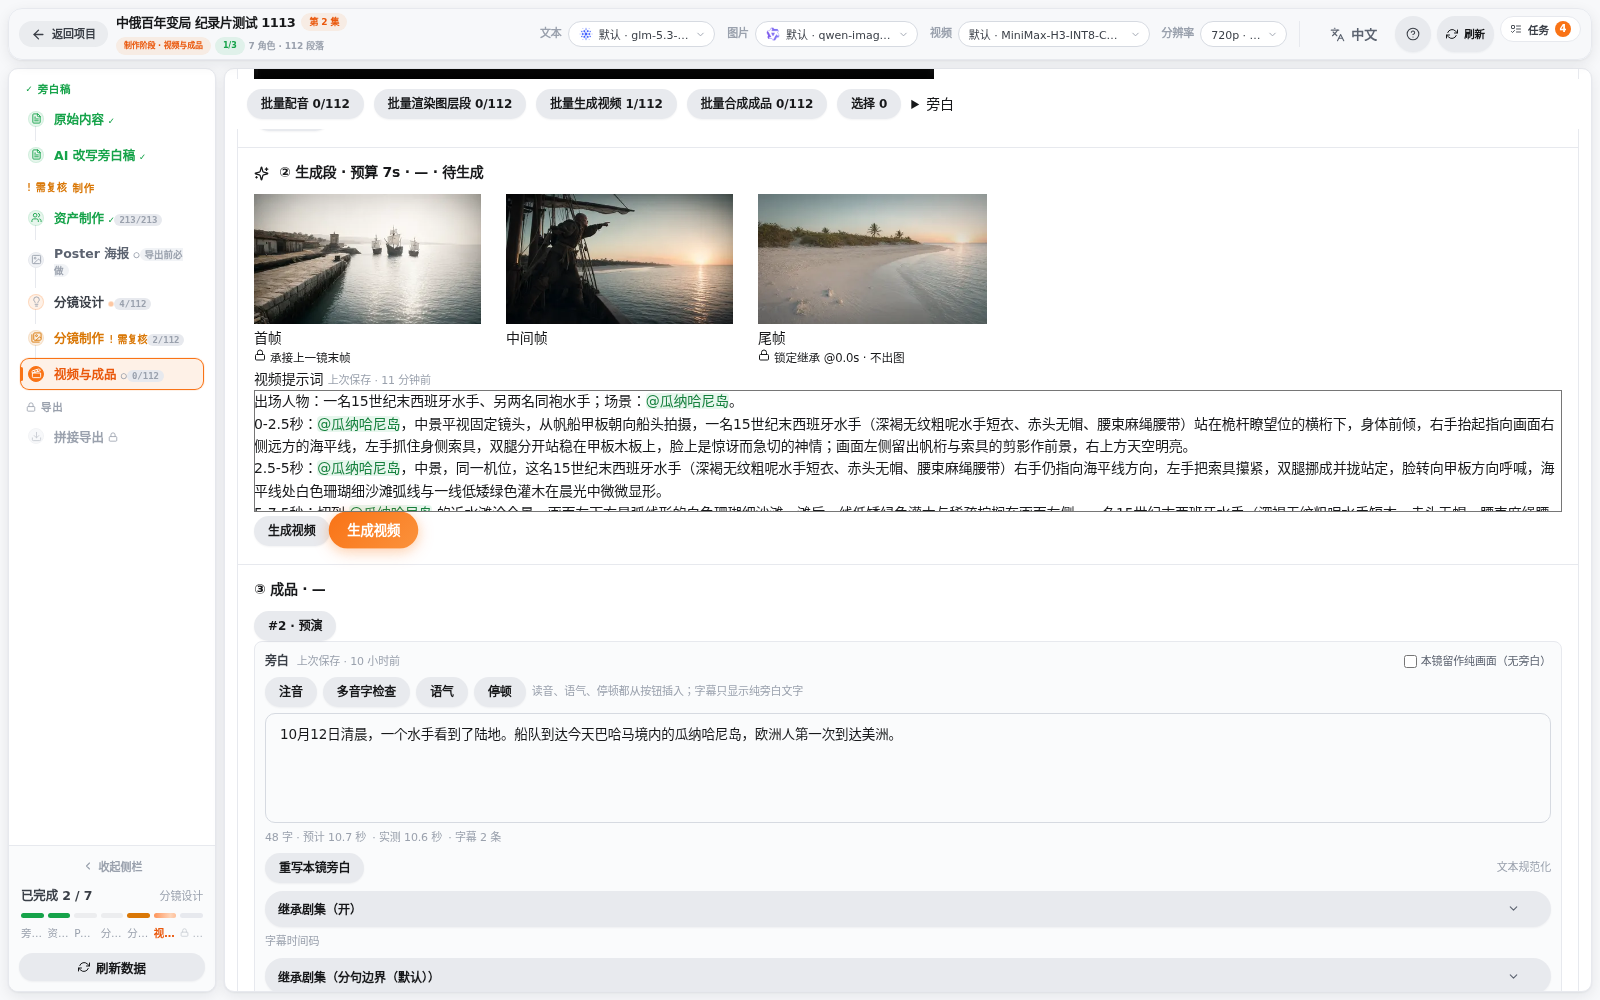 返回项目
中俄百年变局 纪录片测试 1113 第 2 集
制作阶段 · 视频与成品 1/3 7 角色 · 112 段落
文本 默认 · glm-5.3-... 图片 默认 · qwen-imag... 视频 默认 · MiniMax-H3-INT8-C... 分辨率 720p · ... 中文 刷新 任务 4
✓ 旁白稿
原始内容 ✓
AI 改写旁白稿 ✓
! 需复核 制作
资产制作 ✓ 213/213
Poster 海报 ○ 导出前必做
分镜设计 4/112
分镜制作 ! 需复核 2/112
视频与成品 ○ 0/112
导出
拼接导出
收起侧栏
已完成 2 / 7 分镜设计
旁... 资... P... 分... 分... 视... ...
刷新数据
批量配音 0/112 批量渲染图层段 0/112 批量生成视频 1/112 批量合成成品 0/112 选择 0 ▶ 旁白
② 生成段 · 预算 7s · — · 待生成
首帧 中间帧 尾帧
承接上一镜末帧 锁定继承 @0.0s · 不出图
视频提示词 上次保存 · 11 分钟前
出场人物：一名15世纪末西班牙水手、另两名同袍水手；场景：@瓜纳哈尼岛。
0-2.5秒：@瓜纳哈尼岛，中景平视固定镜头，从帆船甲板朝向船头拍摄，一名15世纪末西班牙水手（深褐无纹粗呢水手短衣、赤头无帽、腰束麻绳腰带）站在桅杆瞭望位的横桁下，身体前倾，右手抬起指向画面右
侧远方的海平线，左手抓住身侧索具，双腿分开站稳在甲板木板上，脸上是惊讶而急切的神情；画面左侧留出帆桁与索具的剪影作前景，右上方天空明亮。
2.5-5秒：@瓜纳哈尼岛，中景，同一机位，这名15世纪末西班牙水手（深褐无纹粗呢水手短衣、赤头无帽、腰束麻绳腰带）右手仍指向海平线方向，左手把索具攥紧，双腿挪成并拢站定，脸转向甲板方向呼喊，海
平线处白色珊瑚细沙滩弧线与一线低矮绿色灌木在晨光中微微显形。
生成视频 生成视频
③ 成品 · —
#2 · 预演
旁白 上次保存 · 10 小时前 本镜留作纯画面（无旁白）
注音 多音字检查 语气 停顿 读音、语气、停顿都从按钮插入；字幕只显示纯旁白文字
10月12日清晨，一个水手看到了陆地。船队到达今天巴哈马境内的瓜纳哈尼岛，欧洲人第一次到达美洲。
48 字 · 预计 10.7 秒 · 实测 10.6 秒 · 字幕 2 条
重写本镜旁白 文本规范化
继承剧集（开）
字幕时间码
继承剧集（分句边界（默认））